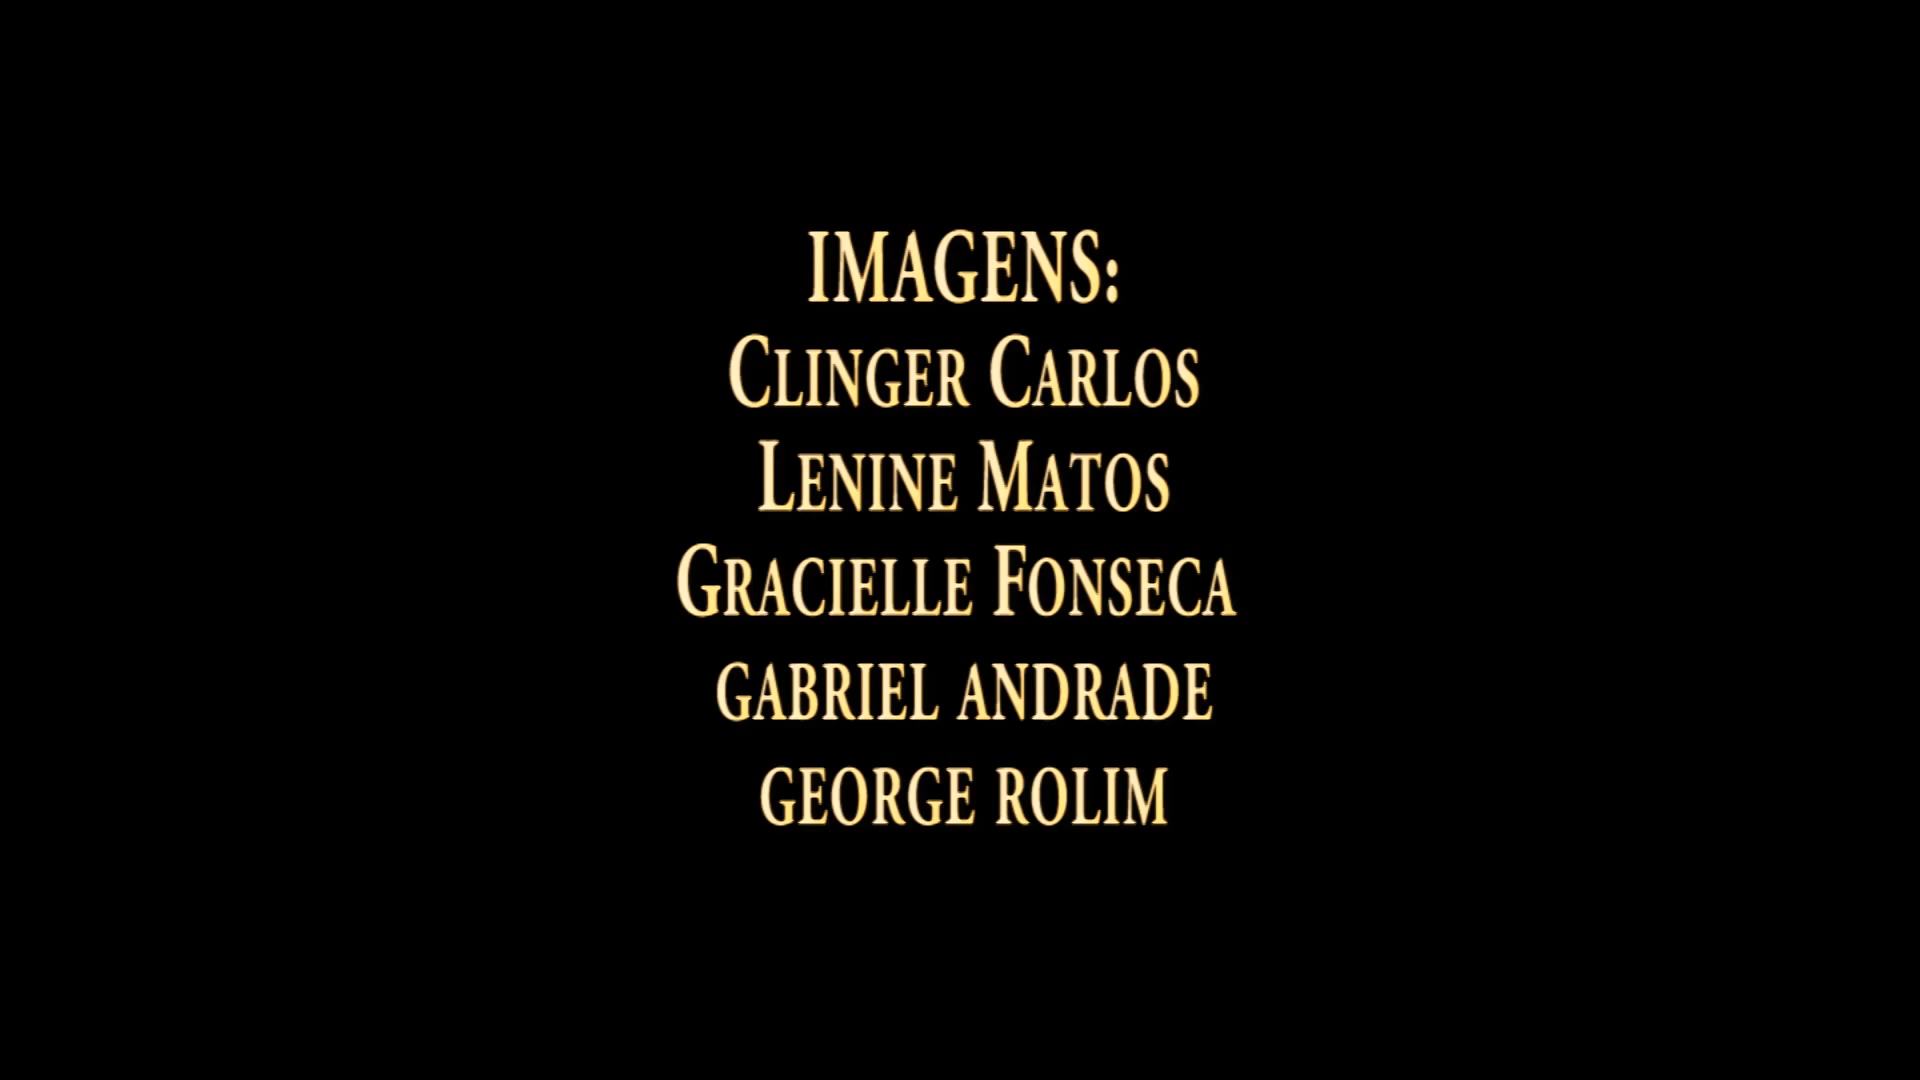 IMAGENS:
Clinger Carlos
Lenine Matos
Gracielle Fonseca
gabriel andrade
george rolim